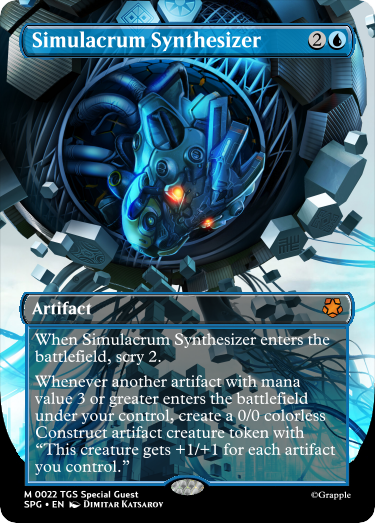 Simulacrum Synthesizer 2
Artifact
When Simulacrum Synthesizer enters the
battlefield, scry 2.
Whenever another artifact with mana
value 3 or greater enters the battlefield
under your control, create a 0/0 colorless
Construct artifact creature token with
“This creature gets +1/+1 for each artifact
you control.”
M 0022 TGS Special Guest
SPG • EN Dimitar Katsarov
©Grapple